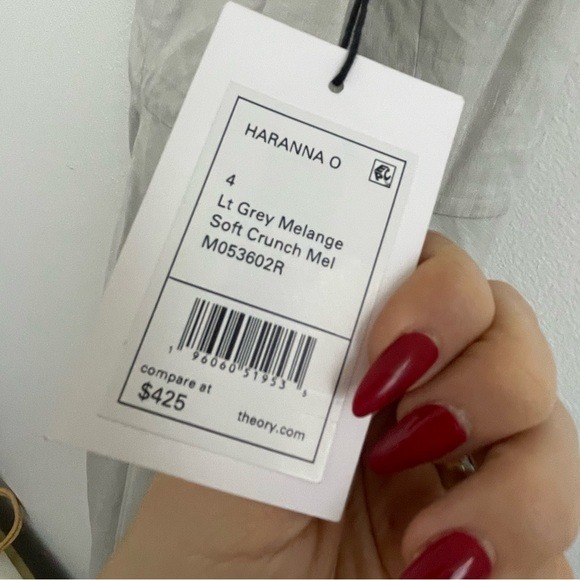 HARANNA O
4
Lt Grey Melange
Soft Crunch Mel
M053602R
1 96060 51953 5
compare at
$425
theory.com